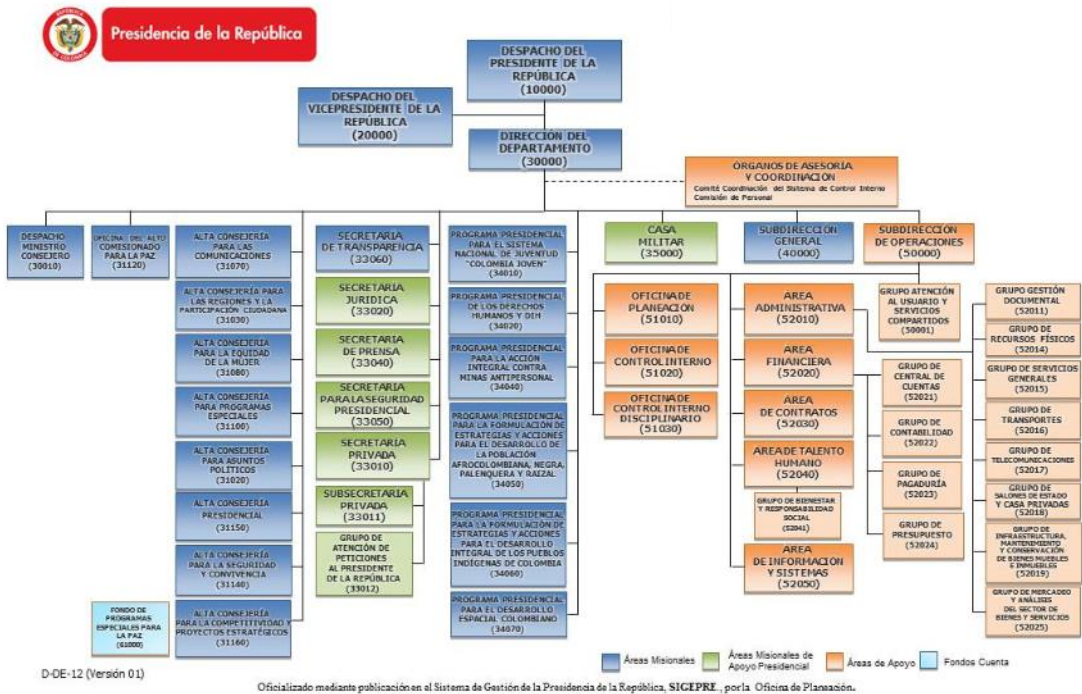 Presidencia de la República
DESPACHO DEL
PRESIDENTE DE LA
REPÚBLICA
(10000)
DESPACHO DEL
VICEPRESIDENTE DE LA
REPÚBLICA
(20000)
DIRECCIÓN DEL
DEPARTAMENTO
(30000)
ÓRGANOS DE ASESORÍA
Y COORDINACIÓN
Comité Coordinación del Sistema de Control Interno
Comisión de Personal
DESPACHO
MINISTRO
CONSEJERO
(30010)
OFICINA DEL ALTO
COMISIONADO
PARA LA PAZ
(31120)
ALTA CONSEJERÍA
PARA LAS
COMUNICACIONES
(31070)
ALTA CONSEJERÍA PARA
LAS REGIONES Y LA
PARTICIPACIÓN CIUDADANA
(31030)
ALTA CONSEJERÍA
PARA LA EQUIDAD
DE LA MUJER
(31080)
ALTA CONSEJERÍA
PARA PROGRAMAS
ESPECIALES
(31100)
ALTA CONSEJERÍA
PARA ASUNTOS
POLÍTICOS
(31020)
ALTA CONSEJERÍA
PRESIDENCIAL
(31150)
ALTA CONSEJERÍA
PARA LA SEGURIDAD
Y CONVIVENCIA
(31140)
ALTA CONSEJERÍA
PARA LA COMPETITIVIDAD Y
PROYECTOS ESTRATÉGICOS
(31160)
FONDO DE
PROGRAMAS
ESPECIALES PARA
LA PAZ
(61000)
SECRETARIA
DE TRANSPARENCIA
(33060)
SECRETARIA
JURIDICA
(33020)
SECRETARIA
DE PRENSA
(33040)
SECRETARIA
PARA LA SEGURIDAD
PRESIDENCIAL
(33050)
SECRETARIA
PRIVADA
(33010)
SUBSECRETARIA
PRIVADA
(33011)
GRUPO DE
ATENCIÓN DE
PETICIONES
AL PRESIDENTE
DE LA REPÚBLICA
(33012)
PROGRAMA PRESIDENCIAL
PARA EL SISTEMA
NACIONAL DE JUVENTUD
"COLOMBIA JOVEN"
(34010)
PROGRAMA PRESIDENCIAL
DE LOS DERECHOS
HUMANOS Y DIH
(34020)
PROGRAMA PRESIDENCIAL
PARA LA ACCIÓN
INTEGRAL CONTRA
MINAS ANTIPERSONAL
(34040)
PROGRAMA PRESIDENCIAL
PARA LA FORMULACIÓN DE
ESTRATEGIAS Y ACCIONES
PARA EL DESARROLLO
DE LA POBLACIÓN
AFROCOLOMBIANA, NEGRA,
PALENQUERA Y RAIZAL
(34050)
PROGRAMA PRESIDENCIAL
PARA LA FORMULACIÓN DE
ESTRATEGIAS Y ACCIONES
PARA EL DESARROLLO
INTEGRAL DE LOS PUEBLOS
INDÍGENAS DE COLOMBIA
(34060)
PROGRAMA PRESIDENCIAL
PARA EL DESARROLLO
ESPACIAL COLOMBIANO
(34070)
CASA
MILITAR
(35000)
SUBDIRECCIÓN
GENERAL
(40000)
SUBDIRECCIÓN
DE OPERACIONES
(50000)
OFICINA DE
PLANEACIÓN
(51010)
OFICINA DE
CONTROL INTERNO
(51020)
OFICINA DE
CONTROL INTERNO
DISCIPLINARIO
(51030)
AREA
ADMINISTRATIVA
(52010)
AREA
FINANCIERA
(52020)
AREA
DE CONTRATOS
(52030)
AREA DE TALENTO
HUMANO
(52040)
GRUPO DE BIENESTAR
Y RESPONSABILIDAD
SOCIAL
(52041)
AREA
DE INFORMACIÓN
Y SISTEMAS
(52050)
GRUPO ATENCIÓN
AL USUARIO Y
SERVICIOS
COMPARTIDOS
(50001)
GRUPO DE
CENTRAL DE
CUENTAS
(52021)
GRUPO DE
CONTABILIDAD
(52022)
GRUPO DE
PAGADURÍA
(52023)
GRUPO DE
PRESUPUESTO
(52024)
GRUPO GESTIÓN
DOCUMENTAL
(52011)
GRUPO DE
RECURSOS FÍSICOS
(52014)
GRUPO DE SERVICIOS
GENERALES
(52015)
GRUPO DE
TRANSPORTES
(52016)
GRUPO DE
TELECOMUNICACIONES
(52017)
GRUPO DE
SALONES DE ESTADO
Y CASA PRIVADAS
(52018)
GRUPO DE
INFRAESTRUCTURA,
MANTENIMIENTO
Y CONSERVACIÓN
DE BIENES MUEBLES
E INMUEBLES
(52019)
GRUPO DE MERCADEO
Y ANÁLISIS
DEL SECTOR DE
BIENES Y SERVICIOS
(52025)
Áreas Misionales
Áreas Misionales de
Apoyo Presidencial
Áreas de Apoyo
Fondos Cuenta
D-DE-12 (Versión 01)
Oficializado mediante publicación en el Sistema de Gestión de la Presidencia de la República, SIGEPRE, por la Oficina de Planeación.